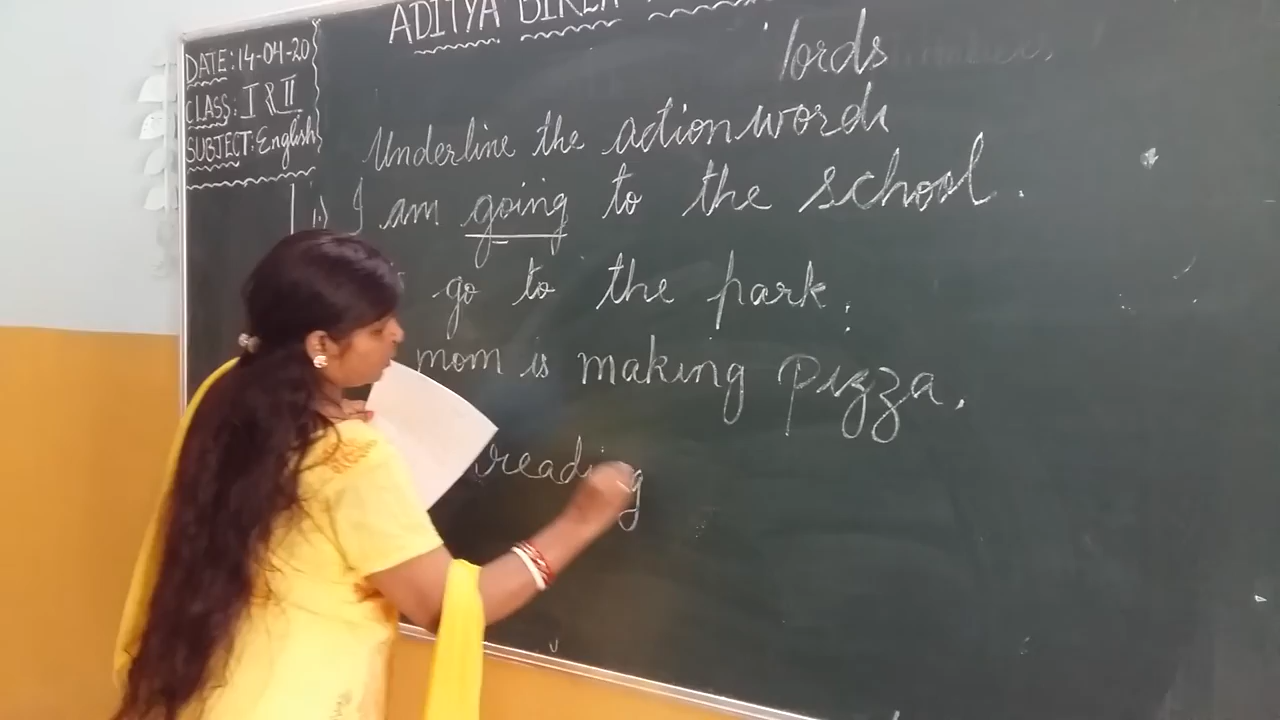 ADITYA BIRLA
DATE: 14-04-20
CLASS: I & II
SUBJECT: English
Underline the action words
1 i.) I am going to the school.
go to the park.
mom is making pizza.
reading